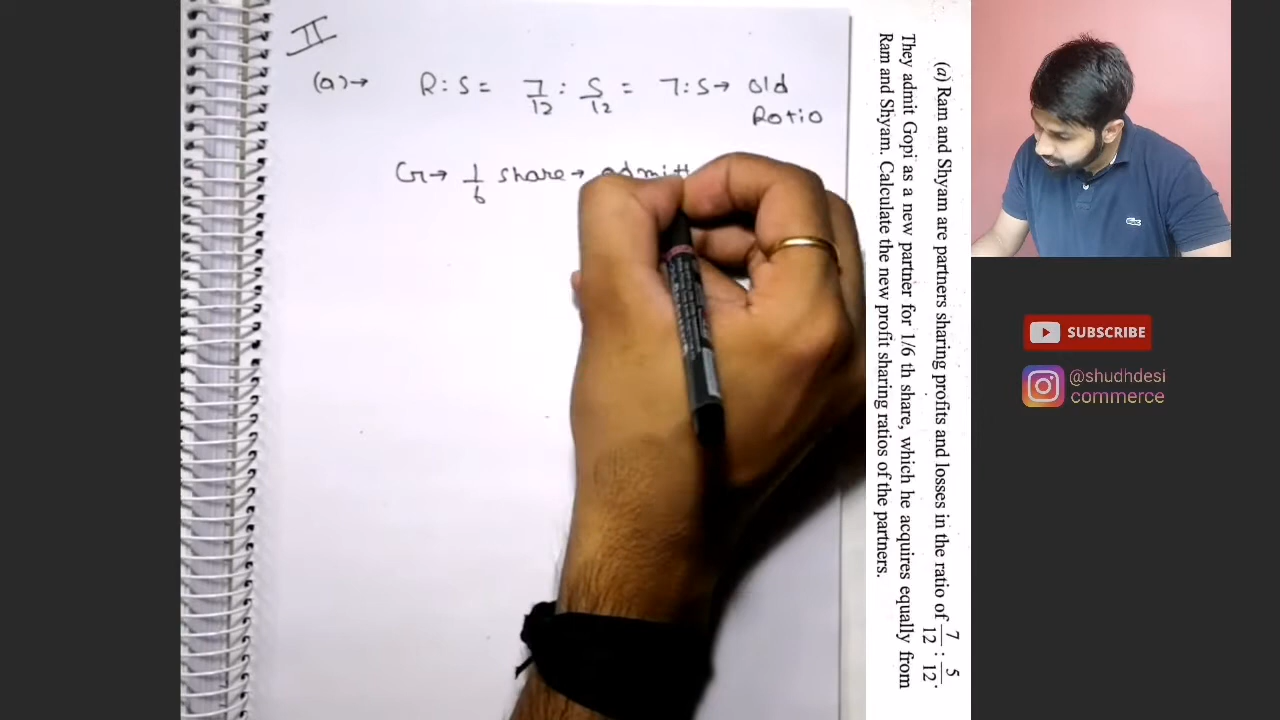 II
(a)→ R : S = 7/12 : 5/12 = 7:5→ old
Ratio
G→ 1/6 share→ admitt
(a) Ram and Shyam are partners sharing profits and losses in the ratio of 7/12 : 5/12.
They admit Gopi as a new partner for 1/6 th share, which he acquires equally from
Ram and Shyam. Calculate the new profit sharing ratios of the partners.
SUBSCRIBE
@shudhdesi
commerce